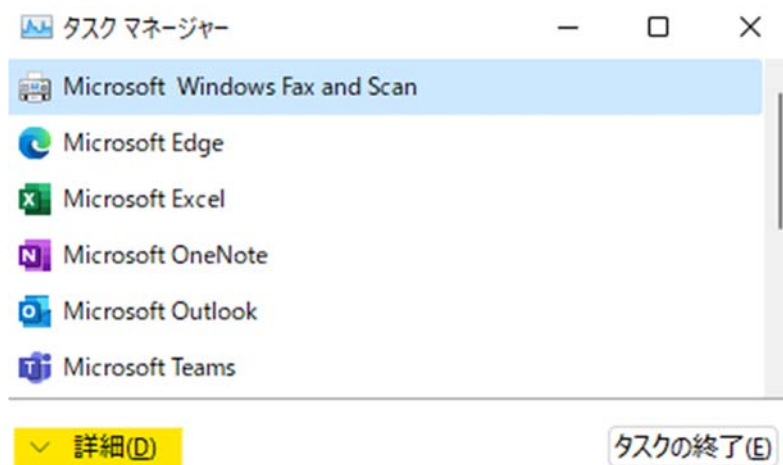 タスク マネージャー
Microsoft Windows Fax and Scan
Microsoft Edge
Microsoft Excel
Microsoft OneNote
Microsoft Outlook
Microsoft Teams
詳細(D)
タスクの終了(E)